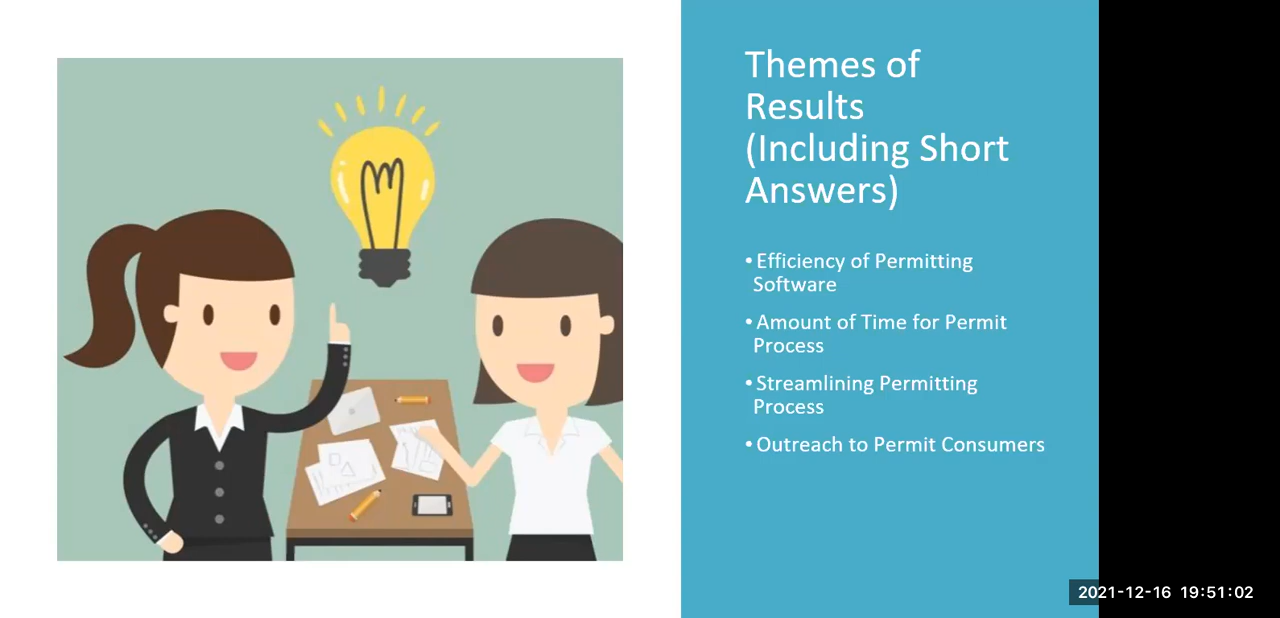 Themes of
Results
(Including Short
Answers)
• Efficiency of Permitting
Software
• Amount of Time for Permit
Process
• Streamlining Permitting
Process
• Outreach to Permit Consumers
2021-12-16 19:51:02